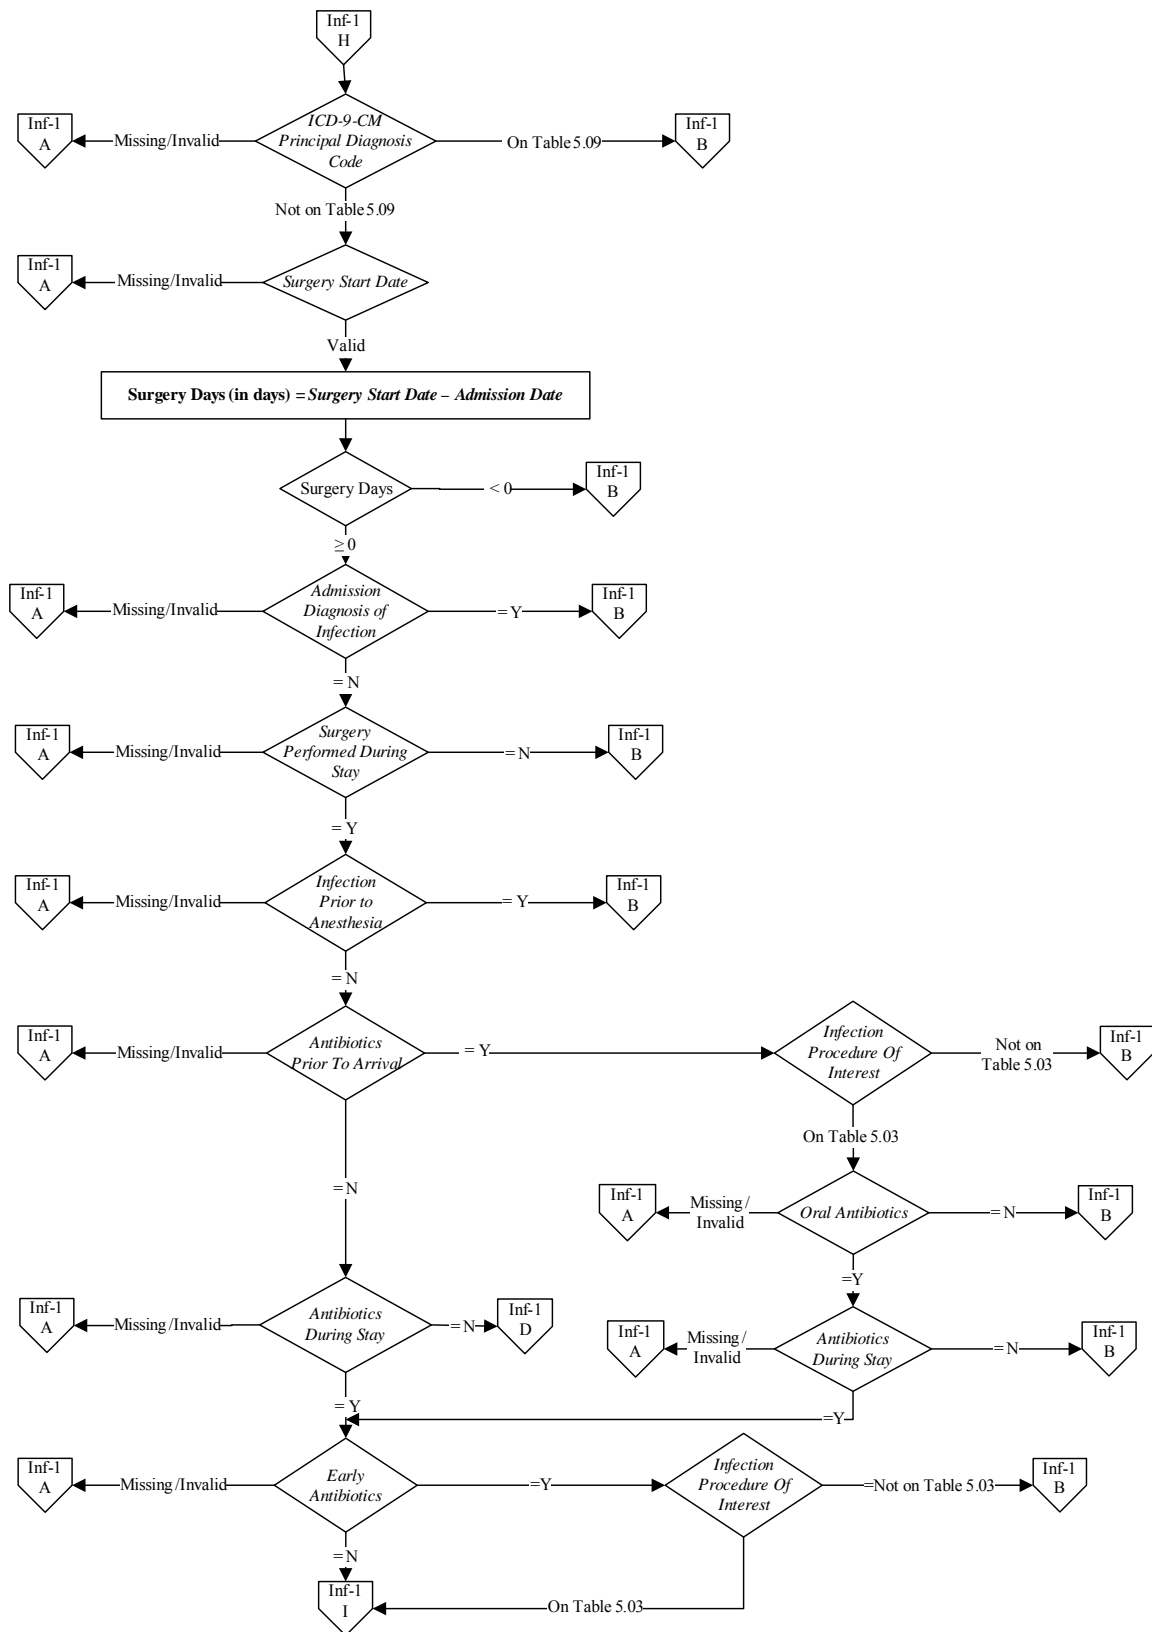 Inf-1
H
ICD-9-CM
Principal Diagnosis
Code
Inf-1
A
Missing/Invalid
On Table 5.09
Inf-1
B
Not on Table 5.09
Inf-1
A
Missing/Invalid
Surgery Start Date
Valid
Surgery Days (in days) = Surgery Start Date – Admission Date
Surgery Days
< 0
Inf-1
B
≥ 0
Inf-1
A
Missing/Invalid
Admission
Diagnosis of
Infection
= Y
Inf-1
B
= N
Inf-1
A
Missing/Invalid
Surgery
Performed During
Stay
= N
Inf-1
B
= Y
Inf-1
A
Missing/Invalid
Infection
Prior to
Anesthesia
= Y
Inf-1
B
= N
Inf-1
A
Missing/Invalid
Antibiotics
Prior To Arrival
= Y
Infection
Procedure Of
Interest
Not on
Table 5.03
Inf-1
B
On Table 5.03
= N
Inf-1
A
Missing/
Invalid
Oral Antibiotics
= N
Inf-1
B
=Y
Inf-1
A
Missing/Invalid
Antibiotics
During Stay
=N
Inf-1
D
Inf-1
A
Missing/
Invalid
Antibiotics
During Stay
= N
Inf-1
B
= Y
=Y
Inf-1
A
Missing/Invalid
Early
Antibiotics
=Y
Infection
Procedure Of
Interest
=Not on Table 5.03
Inf-1
B
=N
Inf-1
I
On Table 5.03